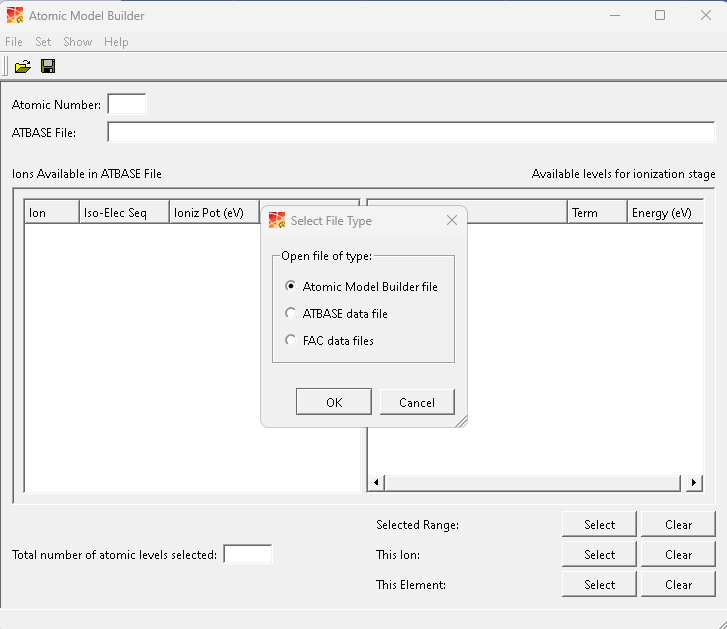 Atomic Model Builder
File Set Show Help
Atomic Number:
ATBASE File:
Ions Available in ATBASE File
Available levels for ionization stage
Ion Iso-Elec Seq Ioniz Pot (eV)
Term Energy (eV)
Select File Type
Open file of type:
Atomic Model Builder file
ATBASE data file
FAC data files
OK Cancel
Selected Range: Select Clear
Total number of atomic levels selected:
This Ion: Select Clear
This Element: Select Clear